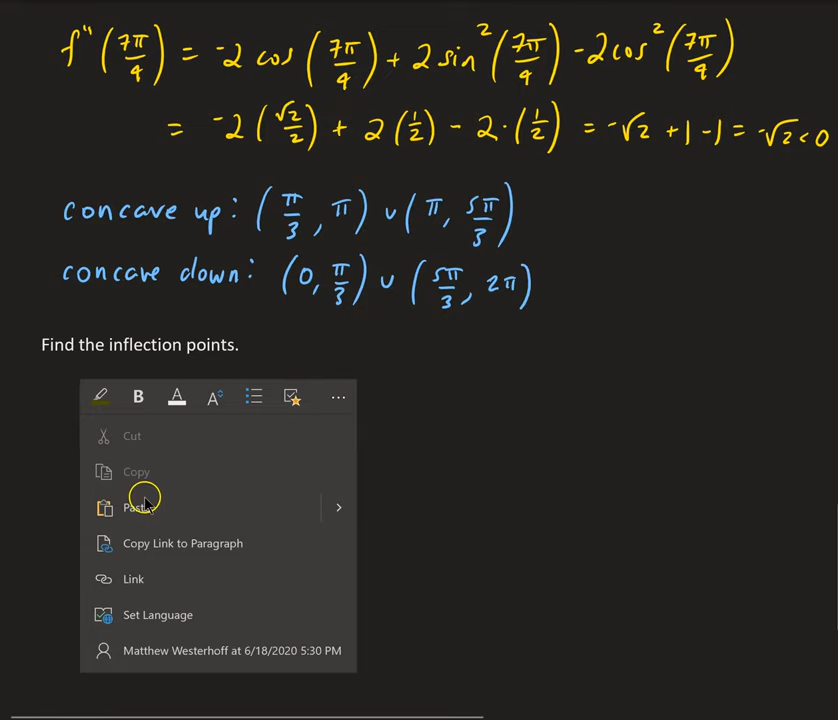 f''(7π/4) = -2 cos(7π/4) + 2 sin²(7π/4) - 2cos²(7π/4)
= -2(√2/2) + 2(1/2) - 2·(1/2) = -√2 + 1 - 1 = -√2 < 0
concave up: (π/3, π) ∪ (π, 5π/3)
concave down: (0, π/3) ∪ (5π/3, 2π)
Find the inflection points.
B A A
Cut
Copy
Paste
Copy Link to Paragraph
Link
Set Language
Matthew Westerhoff at 6/18/2020 5:30 PM